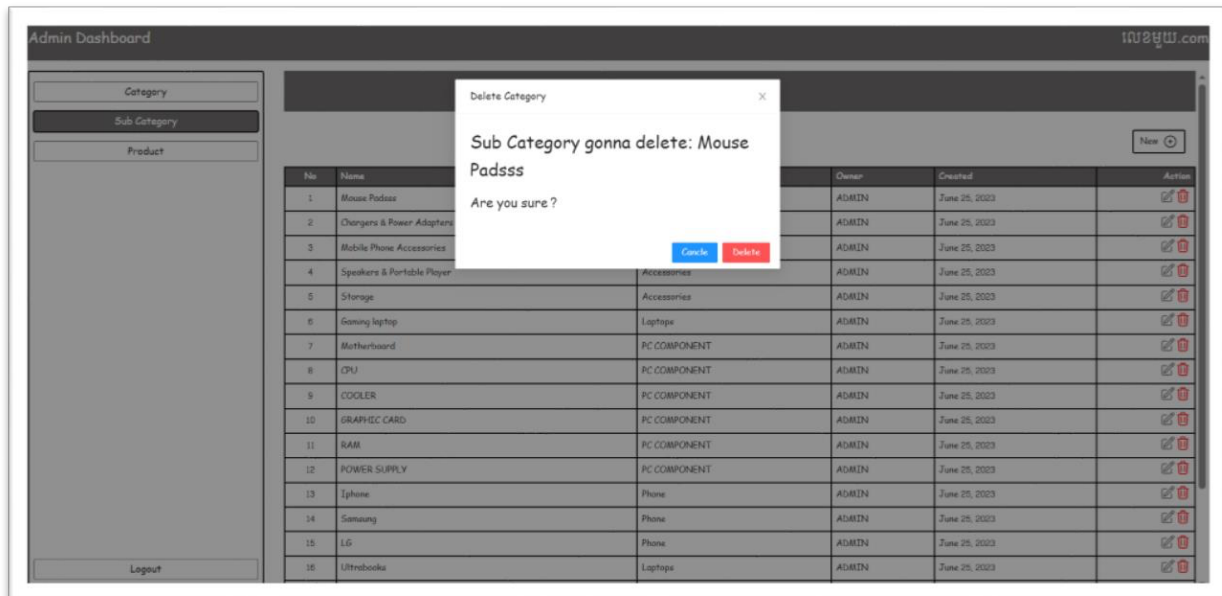 Admin Dashboard
លេខមួយ.com
Category
Sub Category
Product
Logout
Delete Category
Sub Category gonna delete: Mouse
Padsss
Are you sure ?
Cancle Delete
New
No Name Owner Created Action
1 Mouse Padsss ADMIN June 25, 2023
2 Chargers & Power Adapters ADMIN June 25, 2023
3 Mobile Phone Accessories ADMIN June 25, 2023
4 Speakers & Portable Player Accessories ADMIN June 25, 2023
5 Storage Accessories ADMIN June 25, 2023
6 Gaming laptop Laptops ADMIN June 25, 2023
7 Motherboard PC COMPONENT ADMIN June 25, 2023
8 CPU PC COMPONENT ADMIN June 25, 2023
9 COOLER PC COMPONENT ADMIN June 25, 2023
10 GRAPHIC CARD PC COMPONENT ADMIN June 25, 2023
11 RAM PC COMPONENT ADMIN June 25, 2023
12 POWER SUPPLY PC COMPONENT ADMIN June 25, 2023
13 Iphone Phone ADMIN June 25, 2023
14 Samsung Phone ADMIN June 25, 2023
15 LG Phone ADMIN June 25, 2023
16 Ultrabooks Laptops ADMIN June 25, 2023